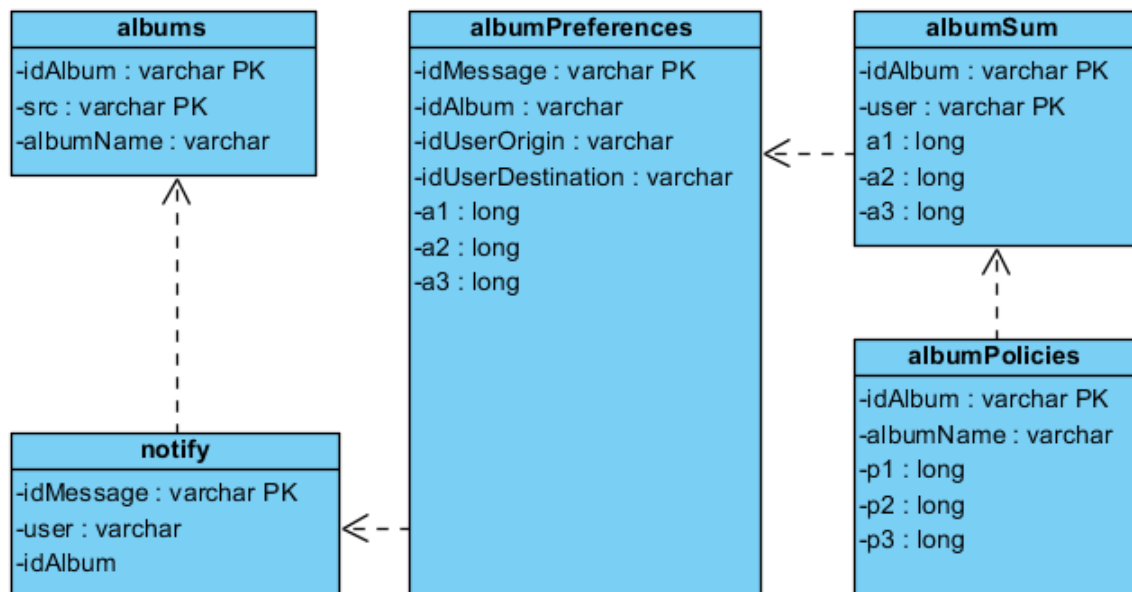 albums
-idAlbum : varchar PK
-src : varchar PK
-albumName : varchar
notify
-idMessage : varchar PK
-user : varchar
-idAlbum
albumPreferences
-idMessage : varchar PK
-idAlbum : varchar
-idUserOrigin : varchar
-idUserDestination : varchar
-a1 : long
-a2 : long
-a3 : long
albumSum
-idAlbum : varchar PK
-user : varchar PK
a1 : long
-a2 : long
-a3 : long
albumPolicies
-idAlbum : varchar PK
-albumName : varchar
-p1 : long
-p2 : long
-p3 : long